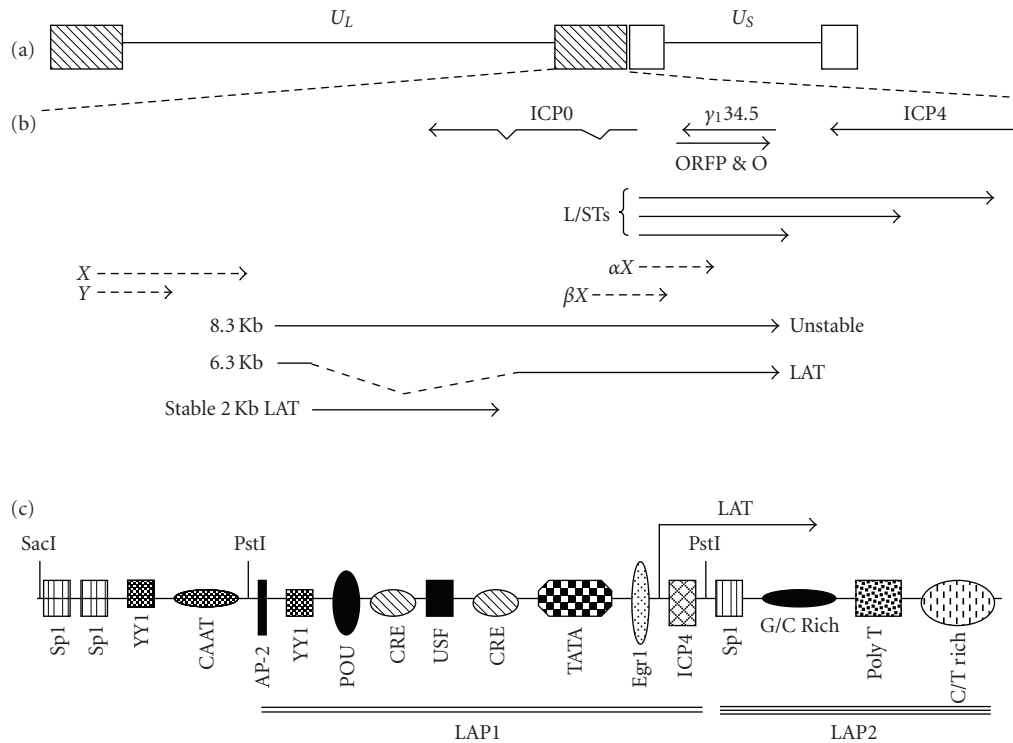 U_L
U_S
(a)
(b)
ICP0
γ₁34.5
ICP4
ORFP & O
L/STs
X
αX
Y
βX
8.3 Kb
Unstable
6.3 Kb
LAT
Stable 2 Kb LAT
(c)
LAT
SacI
PstI
PstI
Sp1
Sp1
YY1
CAAT
AP-2
YY1
POU
CRE
USF
CRE
TATA
Egr1
ICP4
Sp1
G/C Rich
Poly T
C/T rich
LAP1
LAP2